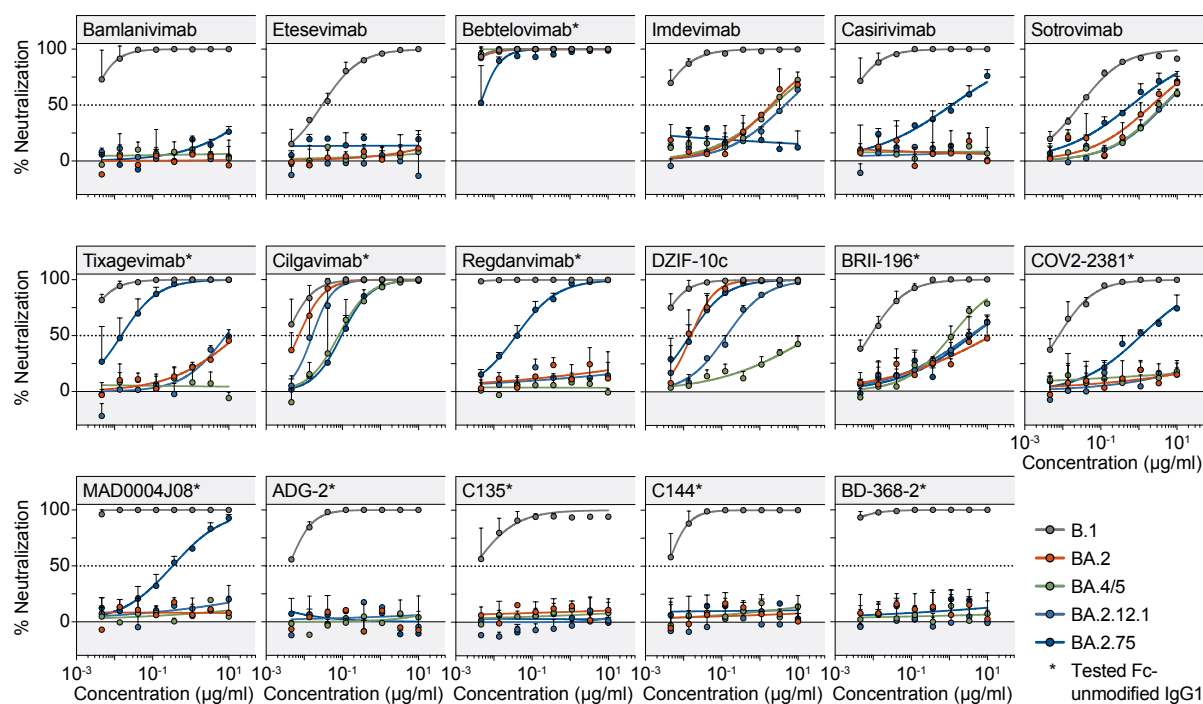 Bamlanivimab Etesevimab Bebtelovimab* Imdevimab Casirivimab Sotrovimab
% Neutralization
100
50
0
Tixagevimab* Cilgavimab* Regdanvimab* DZIF-10c BRII-196* COV2-2381*
% Neutralization
100
50
0
10-3 10-1 101
Concentration (µg/ml)
MAD0004J08* ADG-2* C135* C144* BD-368-2*
% Neutralization
100
50
0
10-3 10-1 101 10-3 10-1 101 10-3 10-1 101 10-3 10-1 101 10-3 10-1 101
Concentration (µg/ml) Concentration (µg/ml) Concentration (µg/ml) Concentration (µg/ml) Concentration (µg/ml)
B.1
BA.2
BA.4/5
BA.2.12.1
BA.2.75
* Tested Fc-
unmodified IgG1